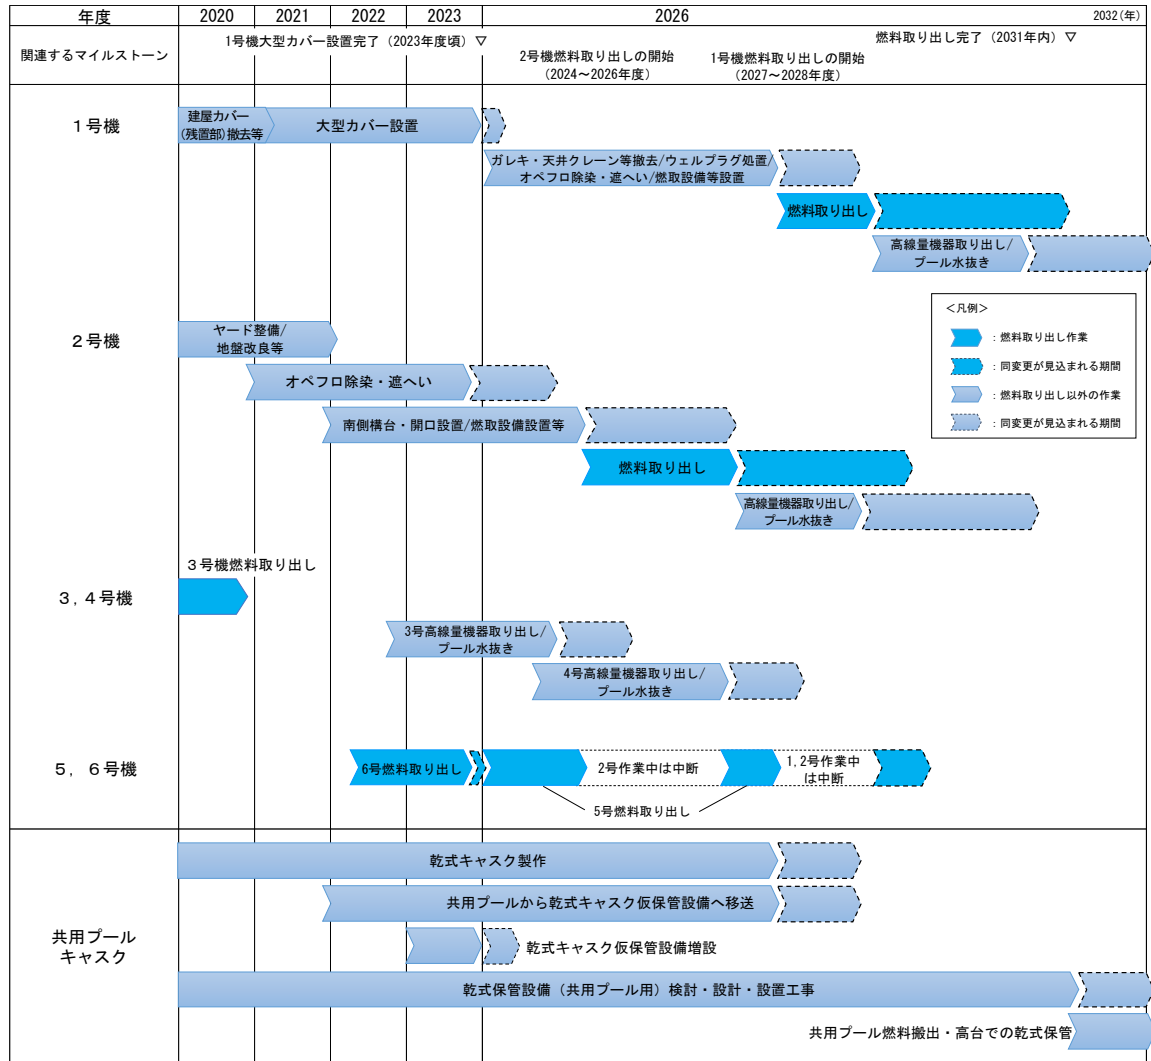 年度
2020
2021
2022
2023
2026
2032(年)
関連するマイルストーン
1号機大型カバー設置完了（2023年度頃）▽
2号機燃料取り出しの開始
（2024～2026年度）
1号機燃料取り出しの開始
（2027～2028年度）
燃料取り出し完了（2031年内）▽
1号機
建屋カバー
(残置部)撤去等
大型カバー設置
ガレキ・天井クレーン等撤去/ウェルプラグ処置/
オペフロ除染・遮へい/燃取設備等設置
燃料取り出し
高線量機器取り出し/
プール水抜き
＜凡例＞
：燃料取り出し作業
：同変更が見込まれる期間
：燃料取り出し以外の作業
：同変更が見込まれる期間
２号機
ヤード整備/
地盤改良等
オペフロ除染・遮へい
南側構台・開口設置/燃取設備設置等
燃料取り出し
高線量機器取り出し/
プール水抜き
３,４号機
３号機燃料取り出し
3号高線量機器取り出し/
プール水抜き
4号高線量機器取り出し/
プール水抜き
５，６号機
6号燃料取り出し
2号作業中は中断
1,2号作業中
は中断
5号燃料取り出し
共用プール
キャスク
乾式キャスク製作
共用プールから乾式キャスク仮保管設備へ移送
乾式キャスク仮保管設備増設
乾式保管設備（共用プール用）検討・設計・設置工事
共用プール燃料搬出・高台での乾式保管